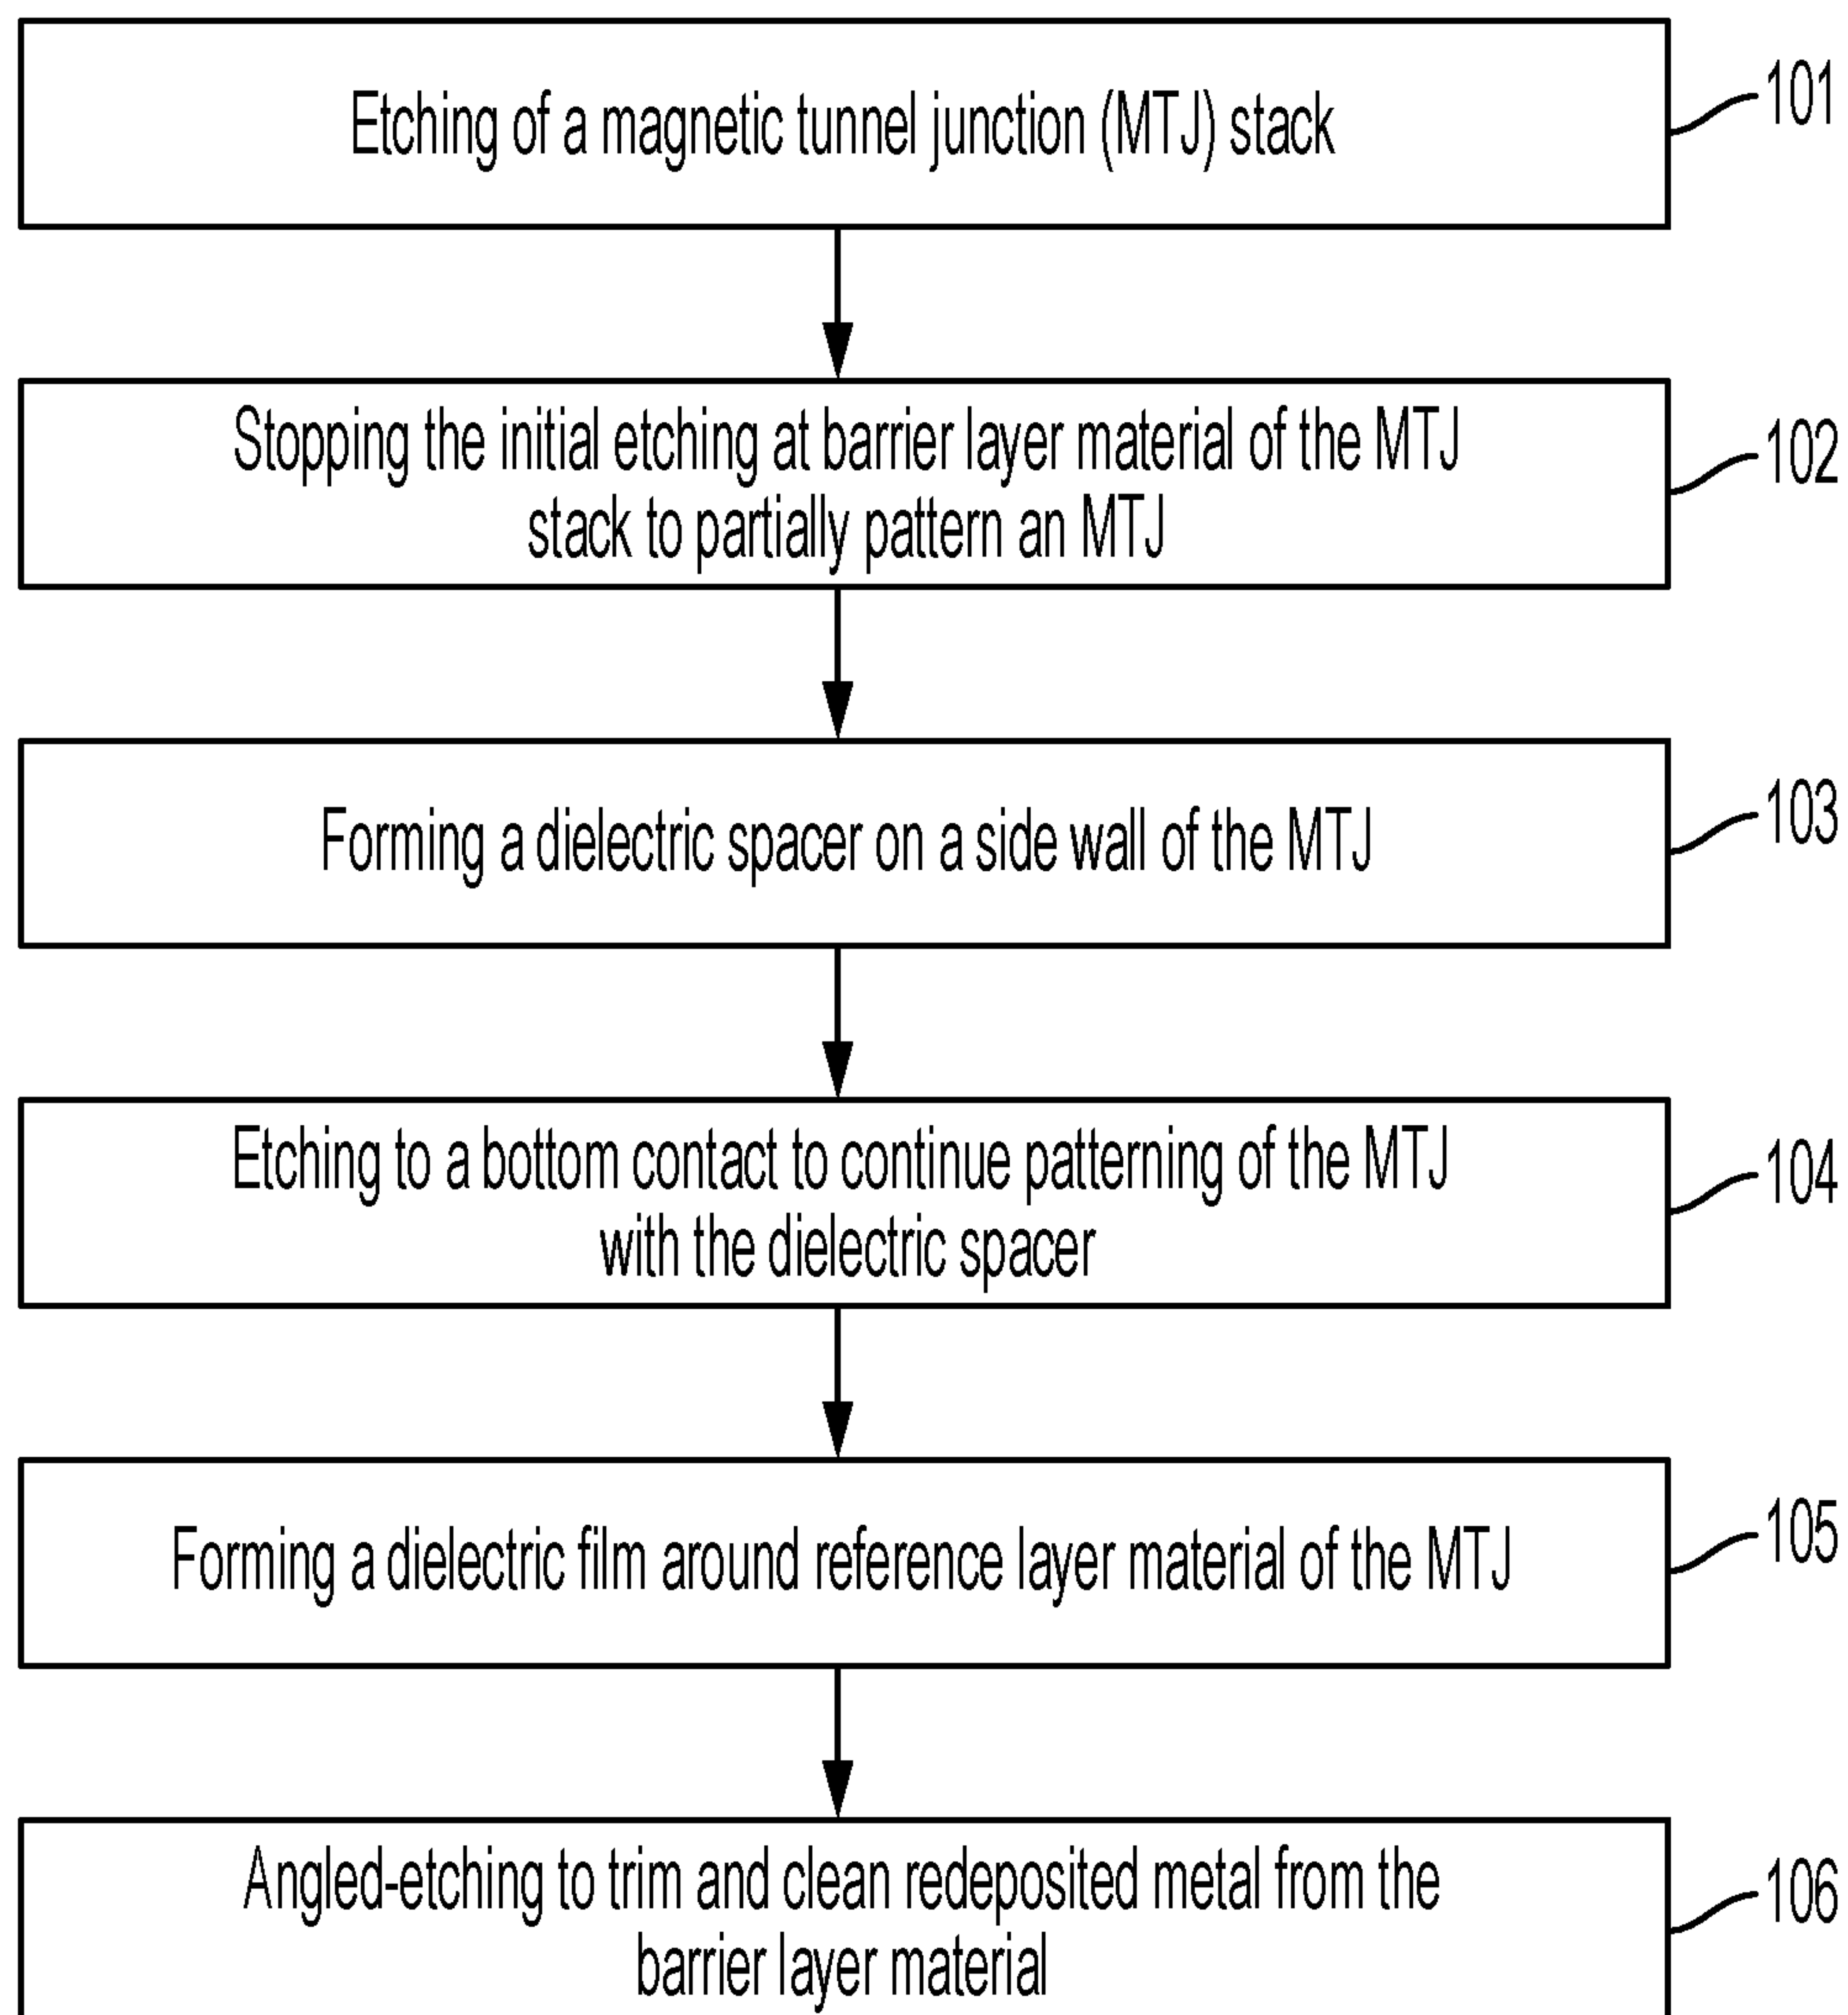 Etching of a magnetic tunnel junction (MTJ) stack
101
Stopping the initial etching at barrier layer material of the MTJ
stack to partially pattern an MTJ
102
Forming a dielectric spacer on a side wall of the MTJ
103
Etching to a bottom contact to continue patterning of the MTJ
with the dielectric spacer
104
Forming a dielectric film around reference layer material of the MTJ
105
Angled-etching to trim and clean redeposited metal from the
barrier layer material
106